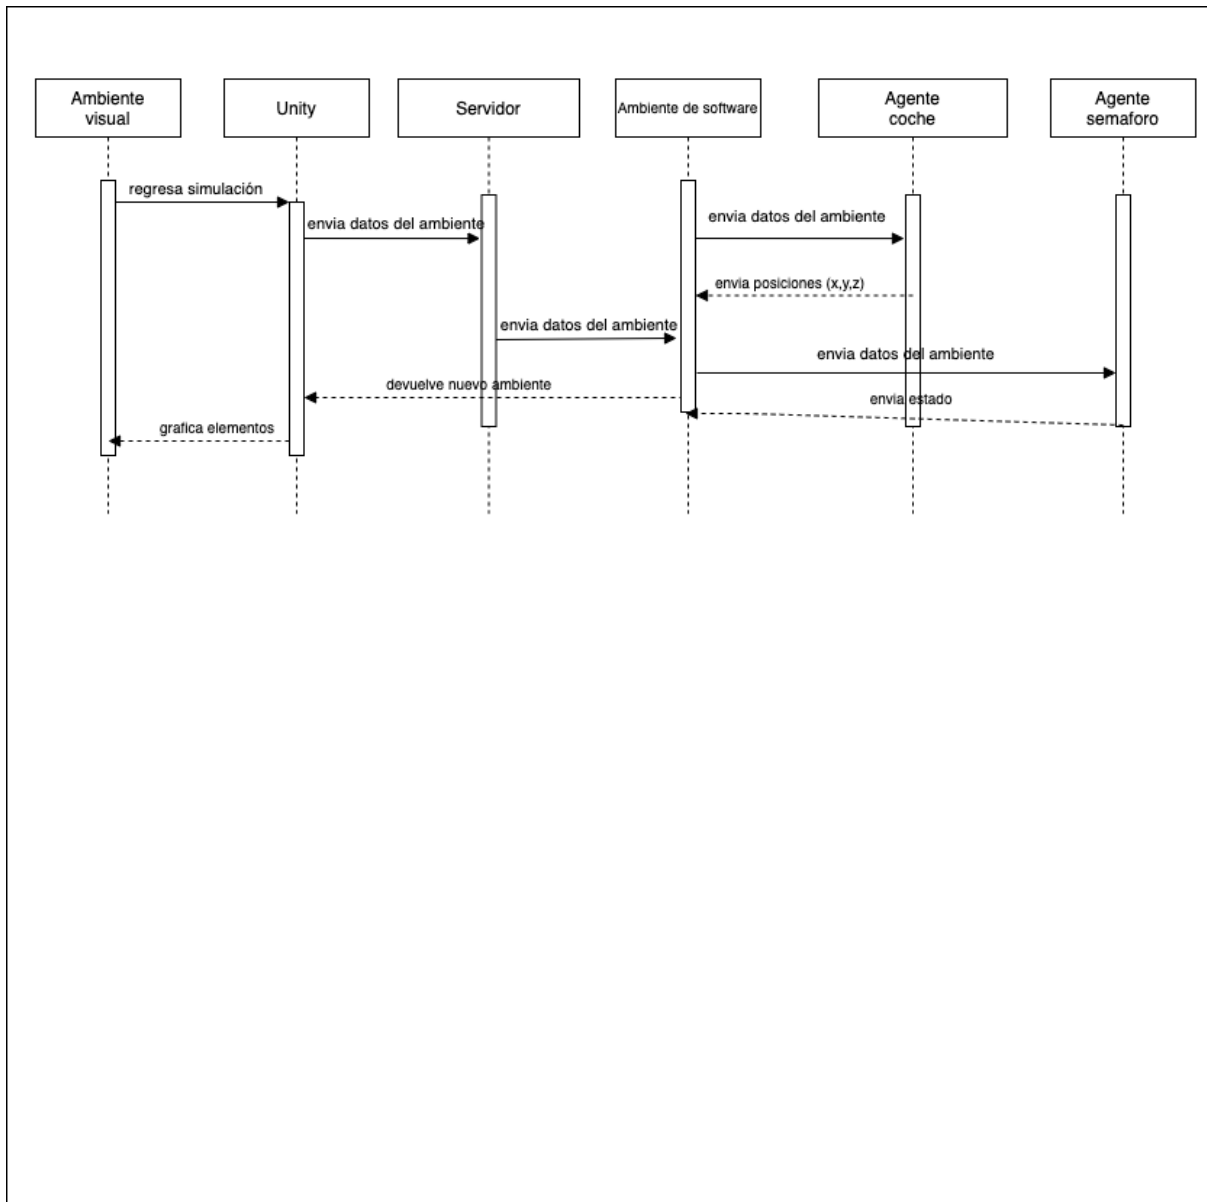 Ambiente
visual
Unity
Servidor
Ambiente de software
Agente
coche
Agente
semaforo
regresa simulación
envia datos del ambiente
envia datos del ambiente
envia posiciones (x,y,z)
envia datos del ambiente
envia datos del ambiente
devuelve nuevo ambiente
envia estado
grafica elementos